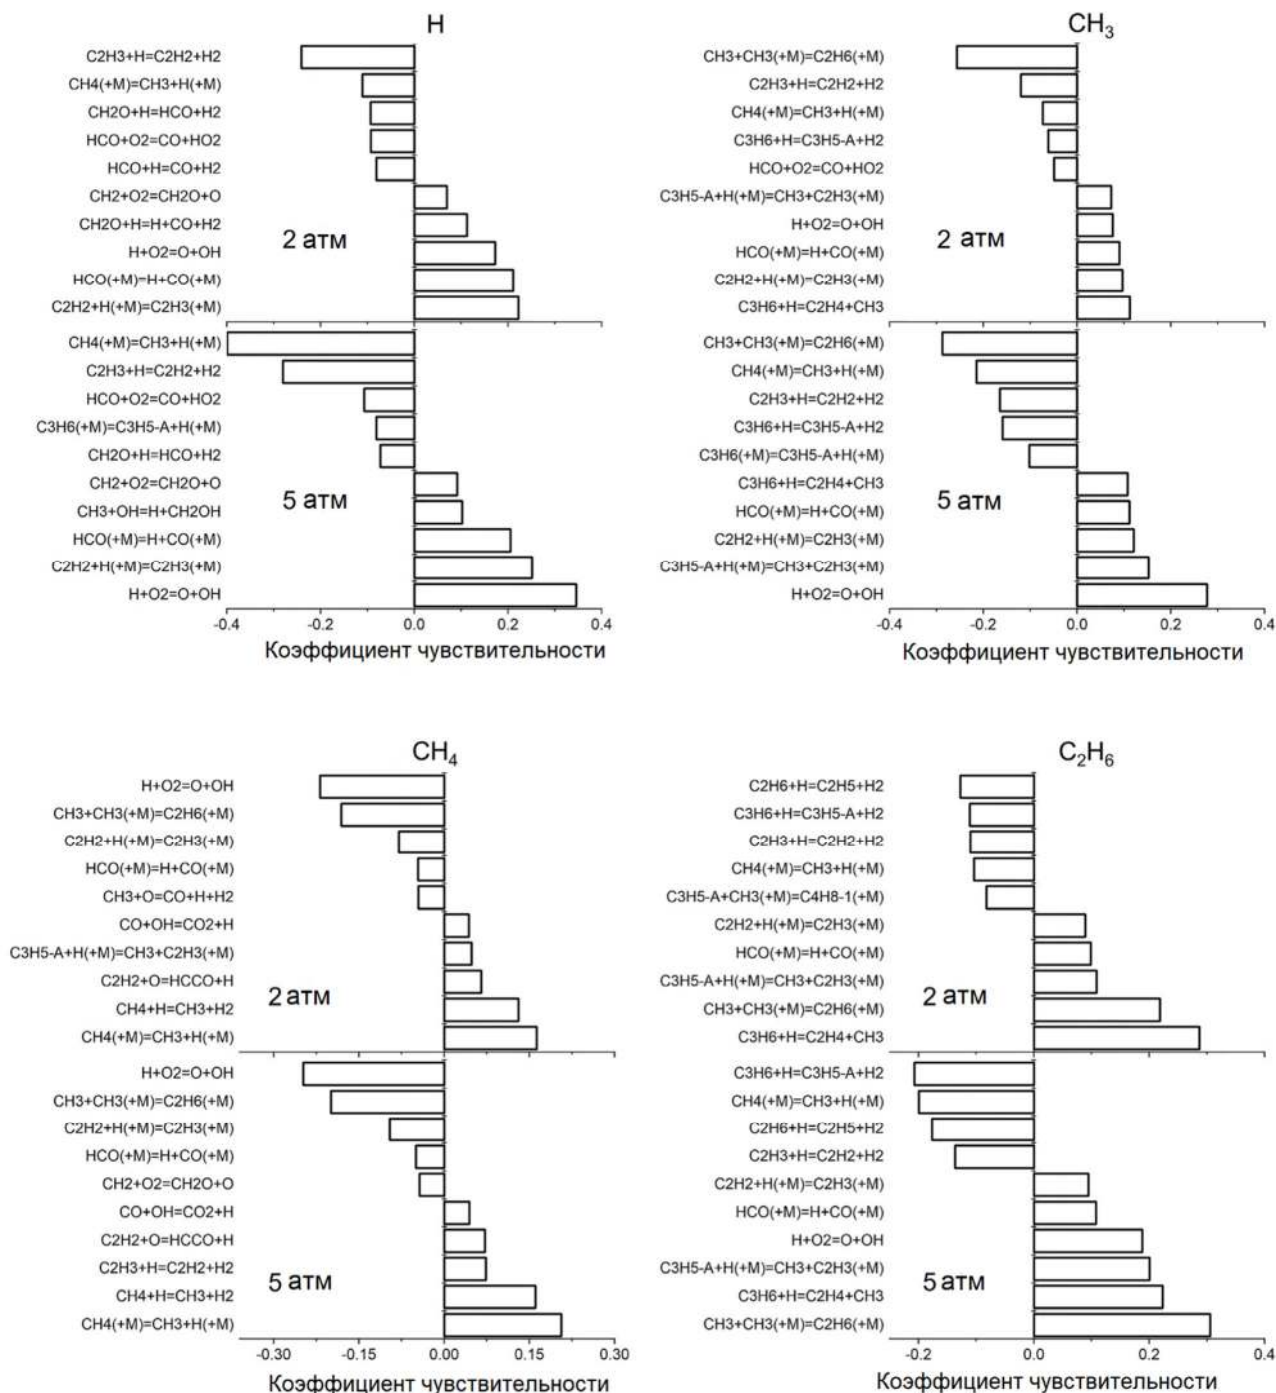 H
C2H3+H=C2H2+H2
CH4(+M)=CH3+H(+M)
CH2O+H=HCO+H2
HCO+O2=CO+HO2
HCO+H=CO+H2
CH2+O2=CH2O+O
CH2O+H=H+CO+H2
H+O2=O+OH
HCO(+M)=H+CO(+M)
C2H2+H(+M)=C2H3(+M)
2 атм
CH4(+M)=CH3+H(+M)
C2H3+H=C2H2+H2
HCO+O2=CO+HO2
C3H6(+M)=C3H5-A+H(+M)
CH2O+H=HCO+H2
CH2+O2=CH2O+O
CH3+OH=H+CH2OH
HCO(+M)=H+CO(+M)
C2H2+H(+M)=C2H3(+M)
H+O2=O+OH
5 атм
-0.4 -0.2 0.0 0.2 0.4
Коэффициент чувствительности
CH₃
CH3+CH3(+M)=C2H6(+M)
C2H3+H=C2H2+H2
CH4(+M)=CH3+H(+M)
C3H6+H=C3H5-A+H2
HCO+O2=CO+HO2
C3H5-A+H(+M)=CH3+C2H3(+M)
H+O2=O+OH
HCO(+M)=H+CO(+M)
C2H2+H(+M)=C2H3(+M)
C3H6+H=C2H4+CH3
2 атм
CH3+CH3(+M)=C2H6(+M)
CH4(+M)=CH3+H(+M)
C2H3+H=C2H2+H2
C3H6+H=C3H5-A+H2
C3H6(+M)=C3H5-A+H(+M)
C3H6+H=C2H4+CH3
HCO(+M)=H+CO(+M)
C2H2+H(+M)=C2H3(+M)
C3H5-A+H(+M)=CH3+C2H3(+M)
H+O2=O+OH
5 атм
-0.4 -0.2 0.0 0.2 0.4
Коэффициент чувствительности
CH₄
H+O2=O+OH
CH3+CH3(+M)=C2H6(+M)
C2H2+H(+M)=C2H3(+M)
HCO(+M)=H+CO(+M)
CH3+O=CO+H+H2
CO+OH=CO2+H
C3H5-A+H(+M)=CH3+C2H3(+M)
C2H2+O=HCCO+H
CH4+H=CH3+H2
CH4(+M)=CH3+H(+M)
2 атм
H+O2=O+OH
CH3+CH3(+M)=C2H6(+M)
C2H2+H(+M)=C2H3(+M)
HCO(+M)=H+CO(+M)
CH2+O2=CH2O+O
CO+OH=CO2+H
C2H2+O=HCCO+H
C2H3+H=C2H2+H2
CH4+H=CH3+H2
CH4(+M)=CH3+H(+M)
5 атм
-0.30 -0.15 0.00 0.15 0.30
Коэффициент чувствительности
C₂H₆
C2H6+H=C2H5+H2
C3H6+H=C3H5-A+H2
C2H3+H=C2H2+H2
CH4(+M)=CH3+H(+M)
C3H5-A+CH3(+M)=C4H8-1(+M)
C2H2+H(+M)=C2H3(+M)
HCO(+M)=H+CO(+M)
C3H5-A+H(+M)=CH3+C2H3(+M)
CH3+CH3(+M)=C2H6(+M)
C3H6+H=C2H4+CH3
2 атм
C3H6+H=C3H5-A+H2
CH4(+M)=CH3+H(+M)
C2H6+H=C2H5+H2
C2H3+H=C2H2+H2
C2H2+H(+M)=C2H3(+M)
HCO(+M)=H+CO(+M)
H+O2=O+OH
C3H5-A+H(+M)=CH3+C2H3(+M)
C3H6+H=C2H4+CH3
CH3+CH3(+M)=C2H6(+M)
5 атм
-0.2 0.0 0.2 0.4
Коэффициент чувствительности